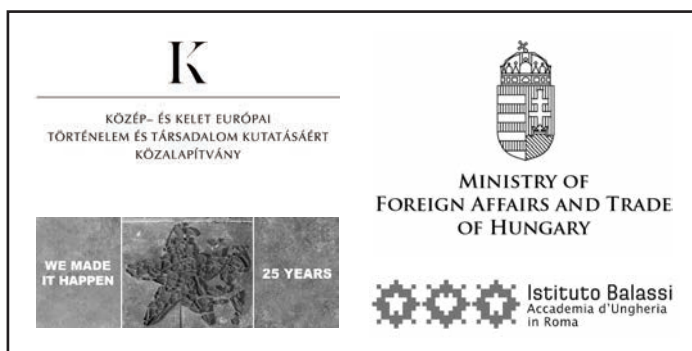 K
KÖZÉP– ÉS KELET EURÓPAI
TÖRTÉNELEM ÉS TÁRSADALOM KUTATÁSÁÉRT
KÖZALAPÍTVÁNY
WE MADE
IT HAPPEN
25 YEARS
MINISTRY OF
FOREIGN AFFAIRS AND TRADE
OF HUNGARY
Istituto Balassi
Accademia d'Ungheria
in Roma